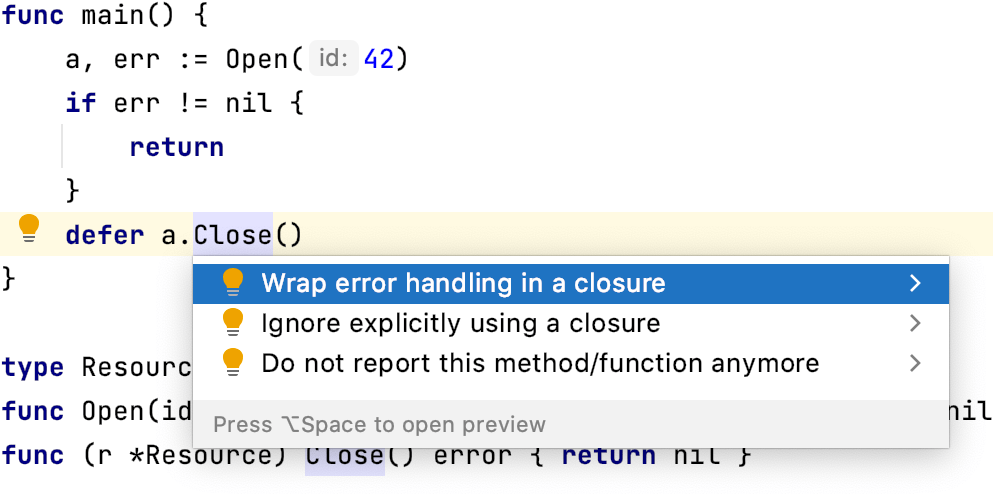 func main() {
a, err := Open( id: 42)
if err != nil {
return
}
defer a.Close()
}
Wrap error handling in a closure
Ignore explicitly using a closure
Do not report this method/function anymore
Press ⌥Space to open preview
type Resourc
func Open(id nil
func (r *Resource) Close() error { return nil }